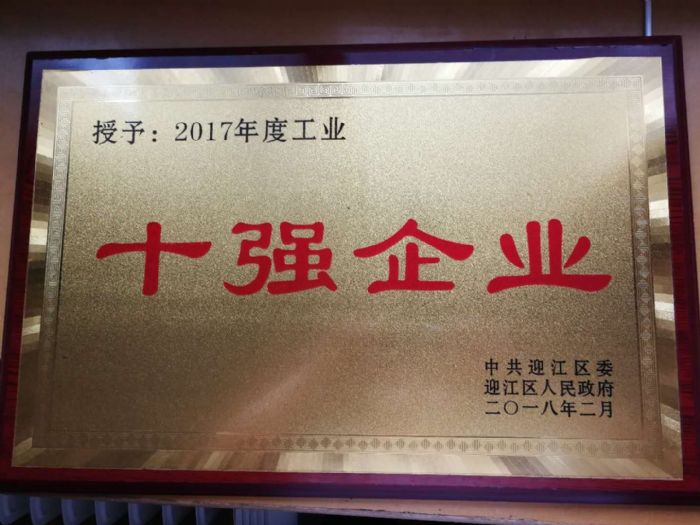 授予：2017年度工业
十强企业
中共迎江区委
迎江区人民政府
二〇一八年二月